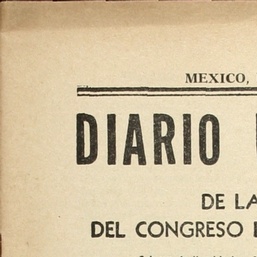 MEXICO,
DIARIO
DE LA
DEL CONGRESO